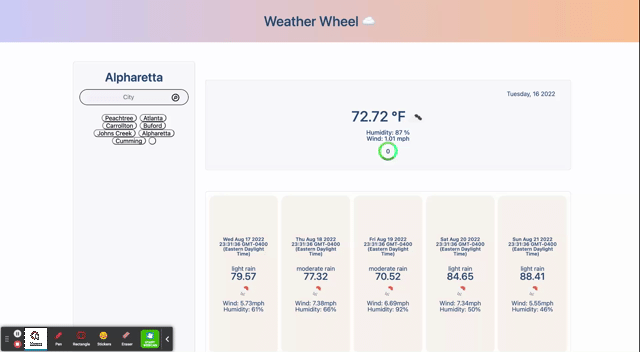 Weather Wheel
Alpharetta
City
Peachtree Atlanta
Carrollton Buford
Johns Creek Alpharetta
Cumming
Tuesday, 16 2022
72.72 °F
Humidity: 87 %
Wind: 1.01 mph
0
Wed Aug 17 2022
23:31:36 GMT-0400
(Eastern Daylight
Time)
light rain
79.57
Wind: 5.73mph
Humidity: 61%
Thu Aug 18 2022
23:31:36 GMT-0400
(Eastern Daylight
Time)
moderate rain
77.32
Wind: 7.38mph
Humidity: 66%
Fri Aug 19 2022
23:31:36 GMT-0400
(Eastern Daylight
Time)
moderate rain
70.52
Wind: 6.69mph
Humidity: 92%
Sat Aug 20 2022
23:31:36 GMT-0400
(Eastern Daylight
Time)
light rain
84.65
Wind: 7.34mph
Humidity: 50%
Sun Aug 21 2022
23:31:36 GMT-0400
(Eastern Daylight
Time)
light rain
88.41
Wind: 5.55mph
Humidity: 46%
Pen Rectangle Stickers Eraser